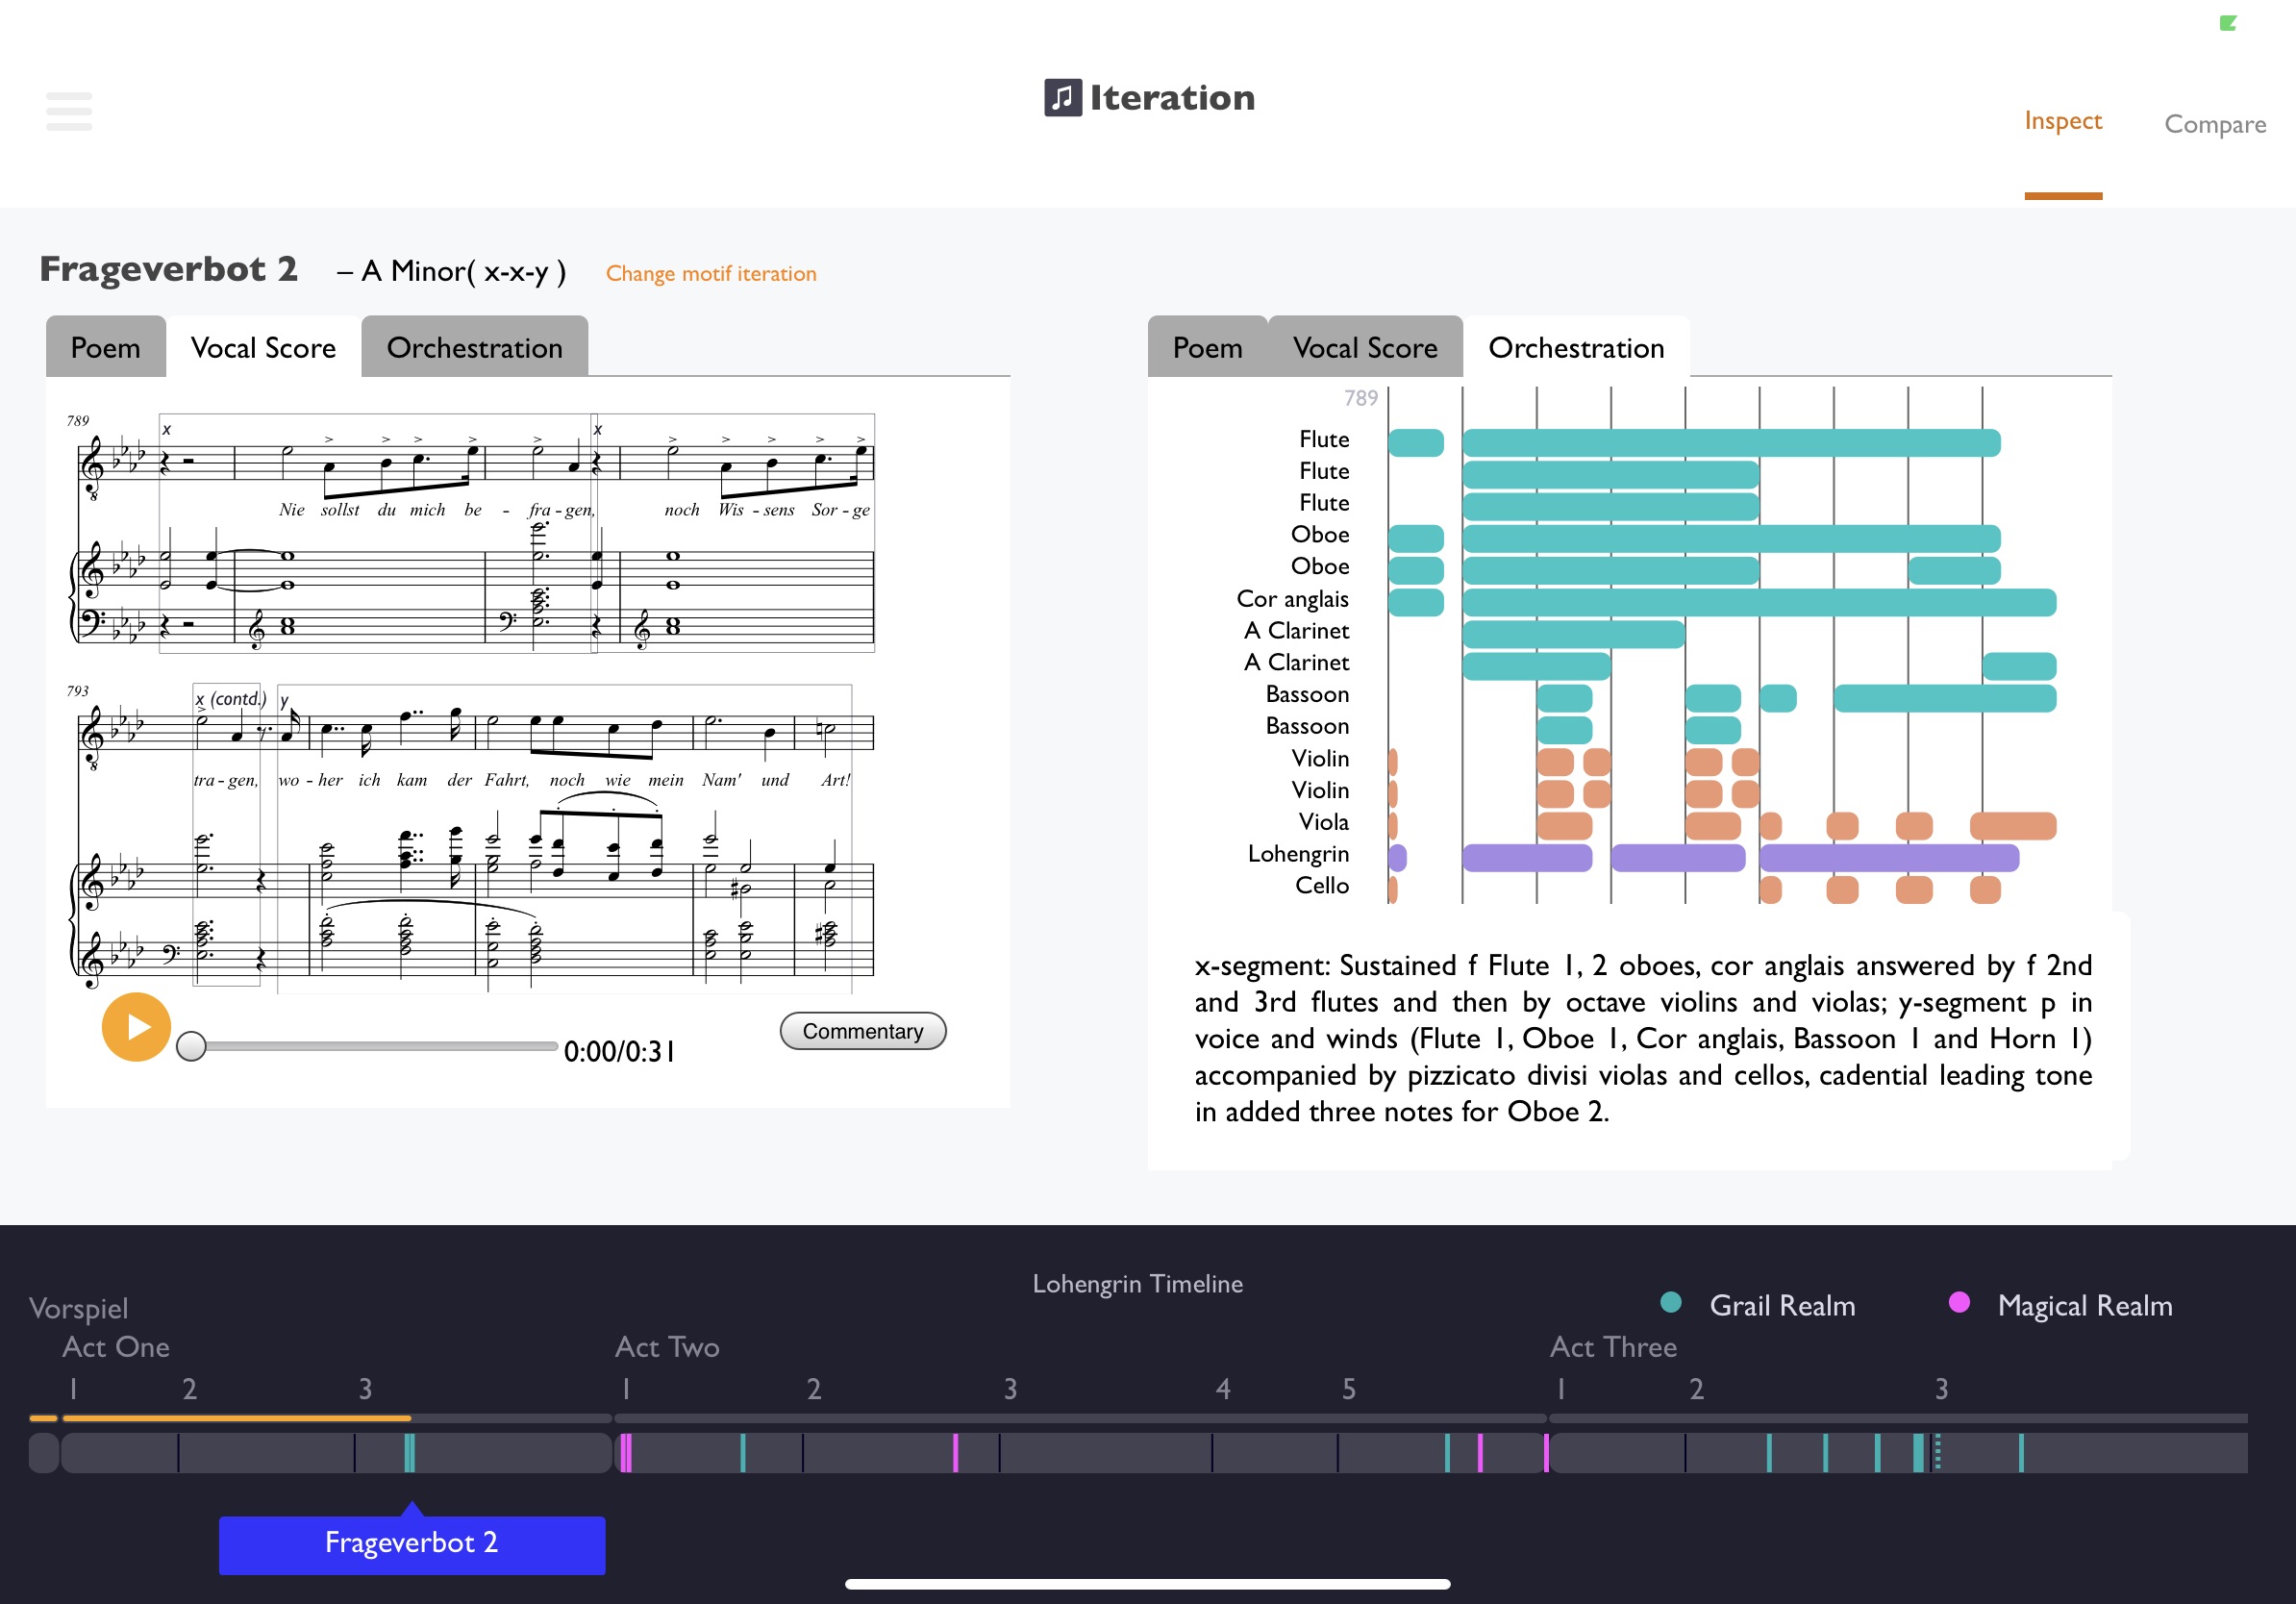 Iteration
Inspect
Compare
Frageverbot 2 – A Minor( x-x-y ) Change motif iteration
Poem Vocal Score Orchestration
789
x x
Nie sollst du mich be - fra - gen, noch Wis - sens Sor - ge
793
x (contd.) y
tra - gen, wo - her ich kam der Fahrt, noch wie mein Nam' und Art!
0:00/0:31
Commentary
Poem Vocal Score Orchestration
789
Flute
Flute
Flute
Oboe
Oboe
Cor anglais
A Clarinet
A Clarinet
Bassoon
Bassoon
Violin
Violin
Viola
Lohengrin
Cello
x-segment: Sustained f Flute 1, 2 oboes, cor anglais answered by f 2nd
and 3rd flutes and then by octave violins and violas; y-segment p in
voice and winds (Flute 1, Oboe 1, Cor anglais, Bassoon 1 and Horn 1)
accompanied by pizzicato divisi violas and cellos, cadential leading tone
in added three notes for Oboe 2.
Lohengrin Timeline
Grail Realm Magical Realm
Vorspiel
Act One Act Two Act Three
1 2 3 1 2 3 4 5 1 2 3
Frageverbot 2